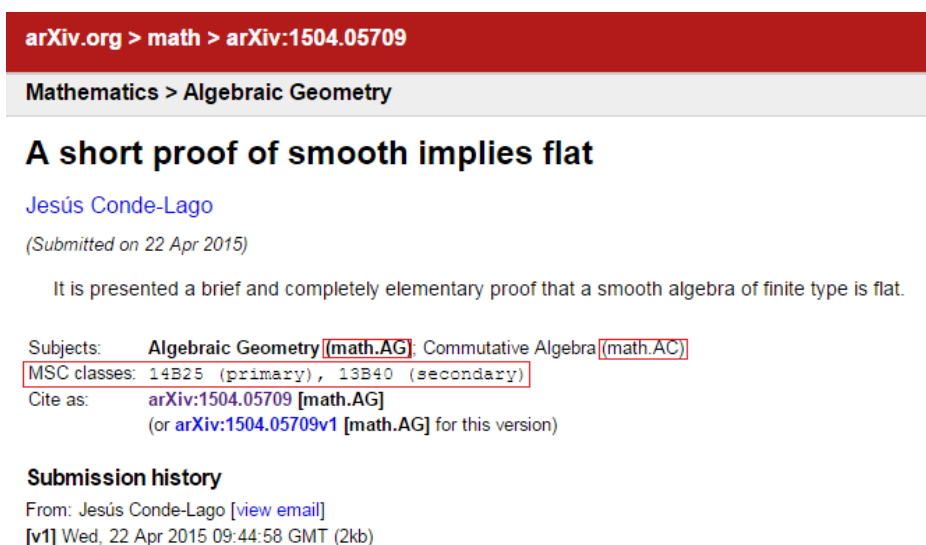 arXiv.org > math > arXiv:1504.05709
Mathematics > Algebraic Geometry
A short proof of smooth implies flat
Jesús Conde-Lago
(Submitted on 22 Apr 2015)
It is presented a brief and completely elementary proof that a smooth algebra of finite type is flat.
Subjects: Algebraic Geometry (math.AG); Commutative Algebra (math.AC)
MSC classes: 14B25 (primary), 13B40 (secondary)
Cite as: arXiv:1504.05709 [math.AG]
(or arXiv:1504.05709v1 [math.AG] for this version)
Submission history
From: Jesús Conde-Lago [view email]
[v1] Wed, 22 Apr 2015 09:44:58 GMT (2kb)